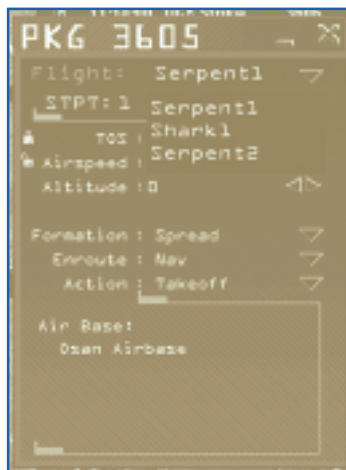 PKG 3605
Flight: Serpent1
STPT: 1
Serpent1
TOS : Shark1
Airspeed : Serpent2
Altitude : 0
Formation : Spread
Enroute : Nav
Action : Takeoff
Air Base:
Osan Airbase